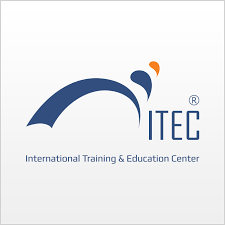 ®
ITEC
International Training & Education Center